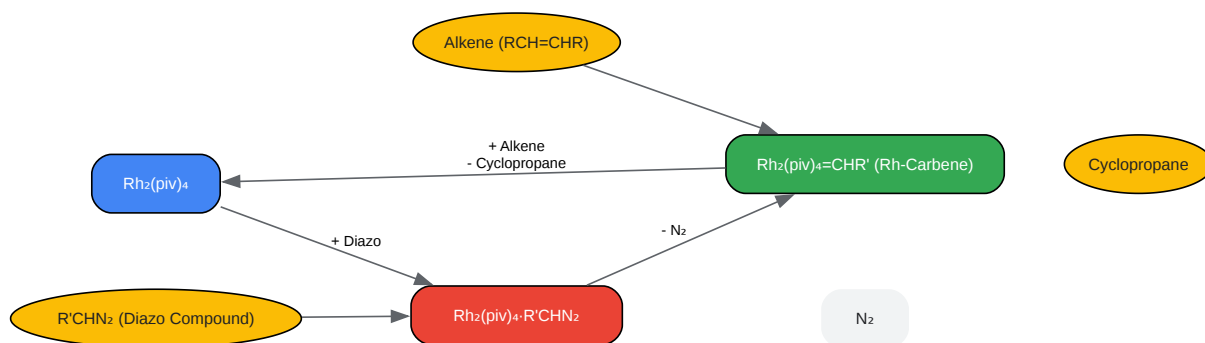 Alkene (RCH=CHR)
+ Alkene
- Cyclopropane
Rh₂(piv)₄=CHR' (Rh-Carbene)
Cyclopropane
Rh₂(piv)₄
- N₂
+ Diazo
R'CHN₂ (Diazo Compound)
Rh₂(piv)₄·R'CHN₂
N₂